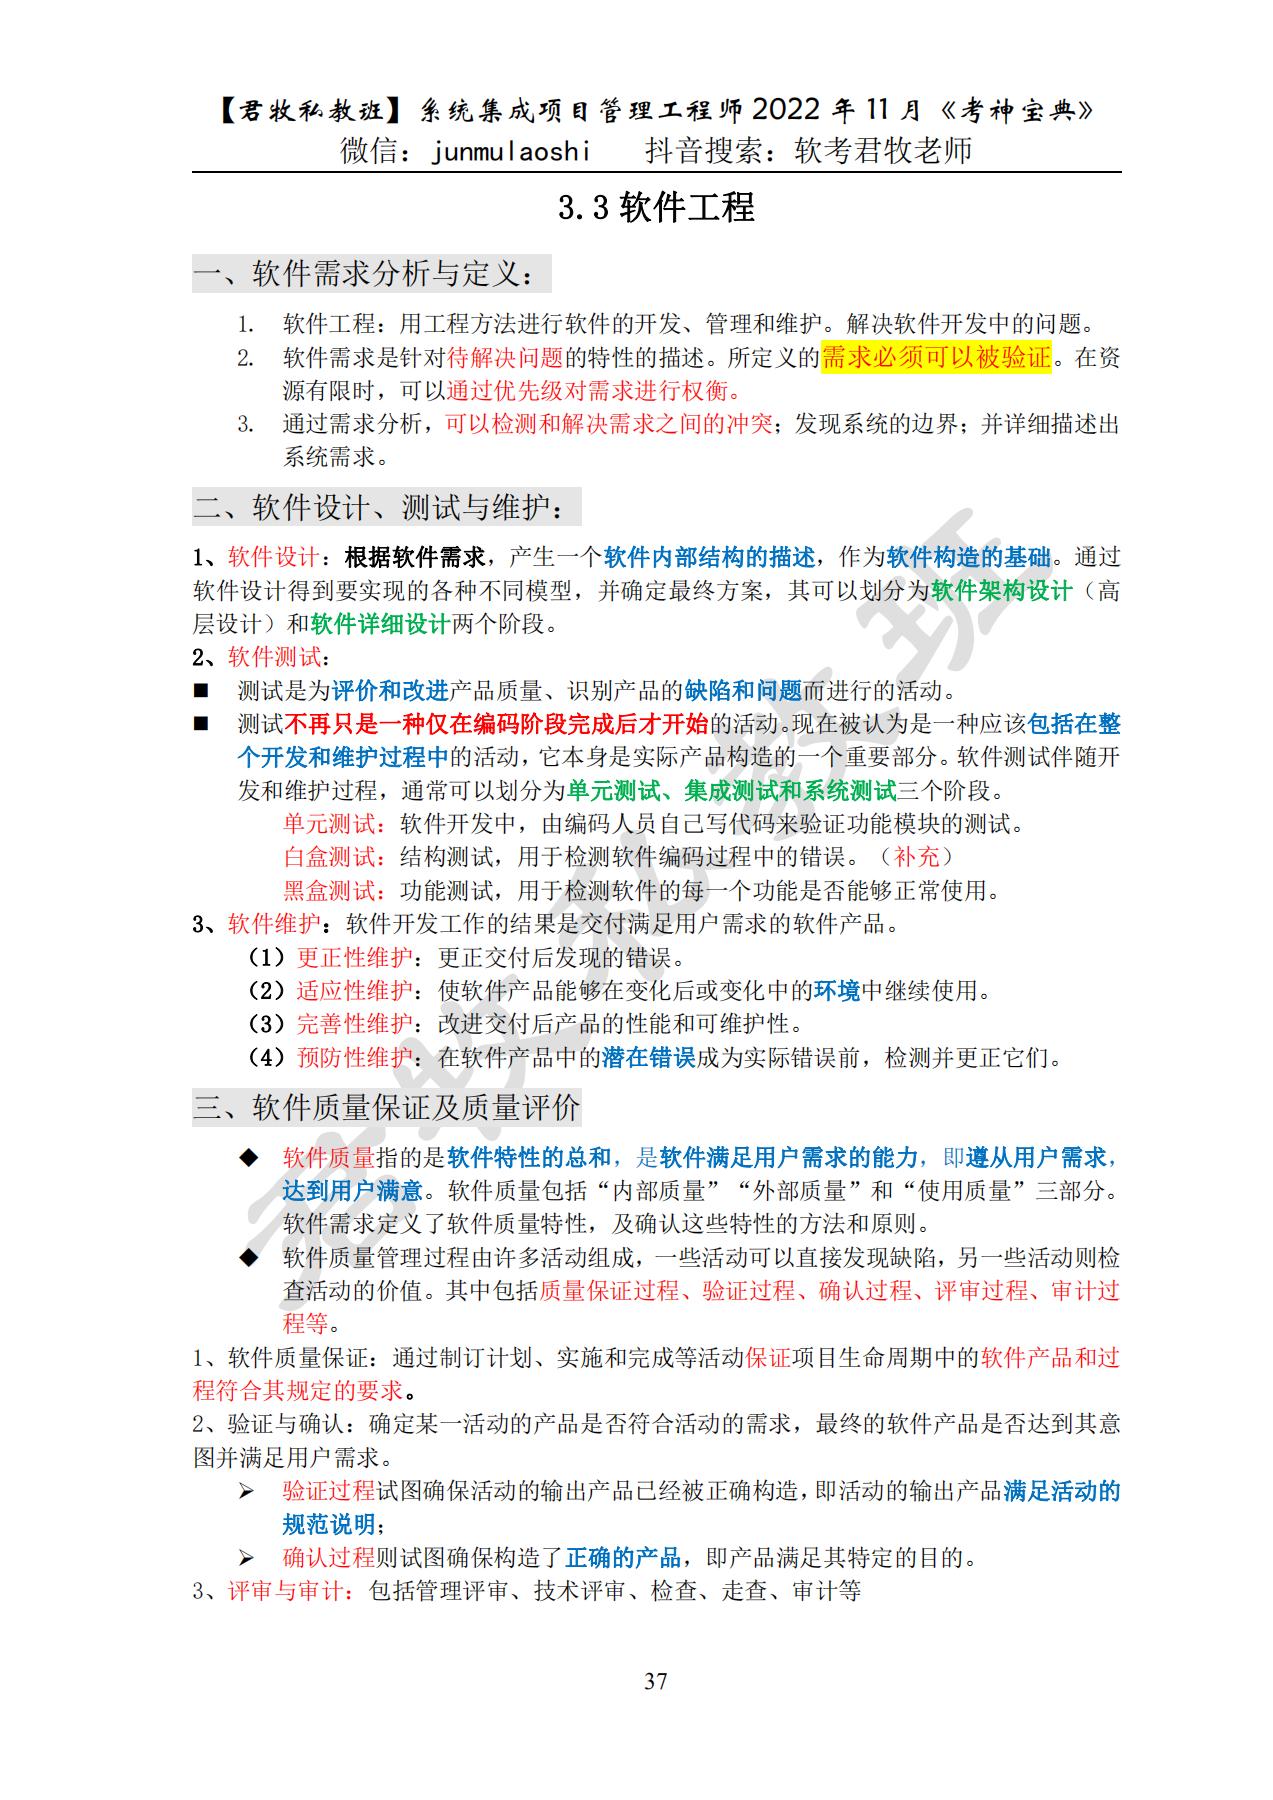 【君牧私教班】系统集成项目管理工程师 2022 年 11 月《考神宝典》
微信：junmulaoshi 抖音搜索：软考君牧老师
3.3 软件工程
一、软件需求分析与定义：
1. 软件工程：用工程方法进行软件的开发、管理和维护。解决软件开发中的问题。
2. 软件需求是针对待解决问题的特性的描述。所定义的需求必须可以被验证。在资
源有限时，可以通过优先级对需求进行权衡。
3. 通过需求分析，可以检测和解决需求之间的冲突；发现系统的边界；并详细描述出
系统需求。
二、软件设计、测试与维护：
1、软件设计：根据软件需求，产生一个软件内部结构的描述，作为软件构造的基础。通过
软件设计得到要实现的各种不同模型，并确定最终方案，其可以划分为软件架构设计（高
层设计）和软件详细设计两个阶段。
2、软件测试：
■ 测试是为评价和改进产品质量、识别产品的缺陷和问题而进行的活动。
■ 测试不再只是一种仅在编码阶段完成后才开始的活动。现在被认为是一种应该包括在整
个开发和维护过程中的活动，它本身是实际产品构造的一个重要部分。软件测试伴随开
发和维护过程，通常可以划分为单元测试、集成测试和系统测试三个阶段。
单元测试：软件开发中，由编码人员自己写代码来验证功能模块的测试。
白盒测试：结构测试，用于检测软件编码过程中的错误。（补充）
黑盒测试：功能测试，用于检测软件的每一个功能是否能够正常使用。
3、软件维护：软件开发工作的结果是交付满足用户需求的软件产品。
（1）更正性维护：更正交付后发现的错误。
（2）适应性维护：使软件产品能够在变化后或变化中的环境中继续使用。
（3）完善性维护：改进交付后产品的性能和可维护性。
（4）预防性维护：在软件产品中的潜在错误成为实际错误前，检测并更正它们。
三、软件质量保证及质量评价
◆ 软件质量指的是软件特性的总和，是软件满足用户需求的能力，即遵从用户需求，
达到用户满意。软件质量包括“内部质量”“外部质量”和“使用质量”三部分。
软件需求定义了软件质量特性，及确认这些特性的方法和原则。
◆ 软件质量管理过程由许多活动组成，一些活动可以直接发现缺陷，另一些活动则检
查活动的价值。其中包括质量保证过程、验证过程、确认过程、评审过程、审计过
程等。
1、软件质量保证：通过制订计划、实施和完成等活动保证项目生命周期中的软件产品和过
程符合其规定的要求。
2、验证与确认：确定某一活动的产品是否符合活动的需求，最终的软件产品是否达到其意
图并满足用户需求。
➢ 验证过程试图确保活动的输出产品已经被正确构造，即活动的输出产品满足活动的
规范说明；
➢ 确认过程则试图确保构造了正确的产品，即产品满足其特定的目的。
3、评审与审计：包括管理评审、技术评审、检查、走查、审计等
37
君牧私教班